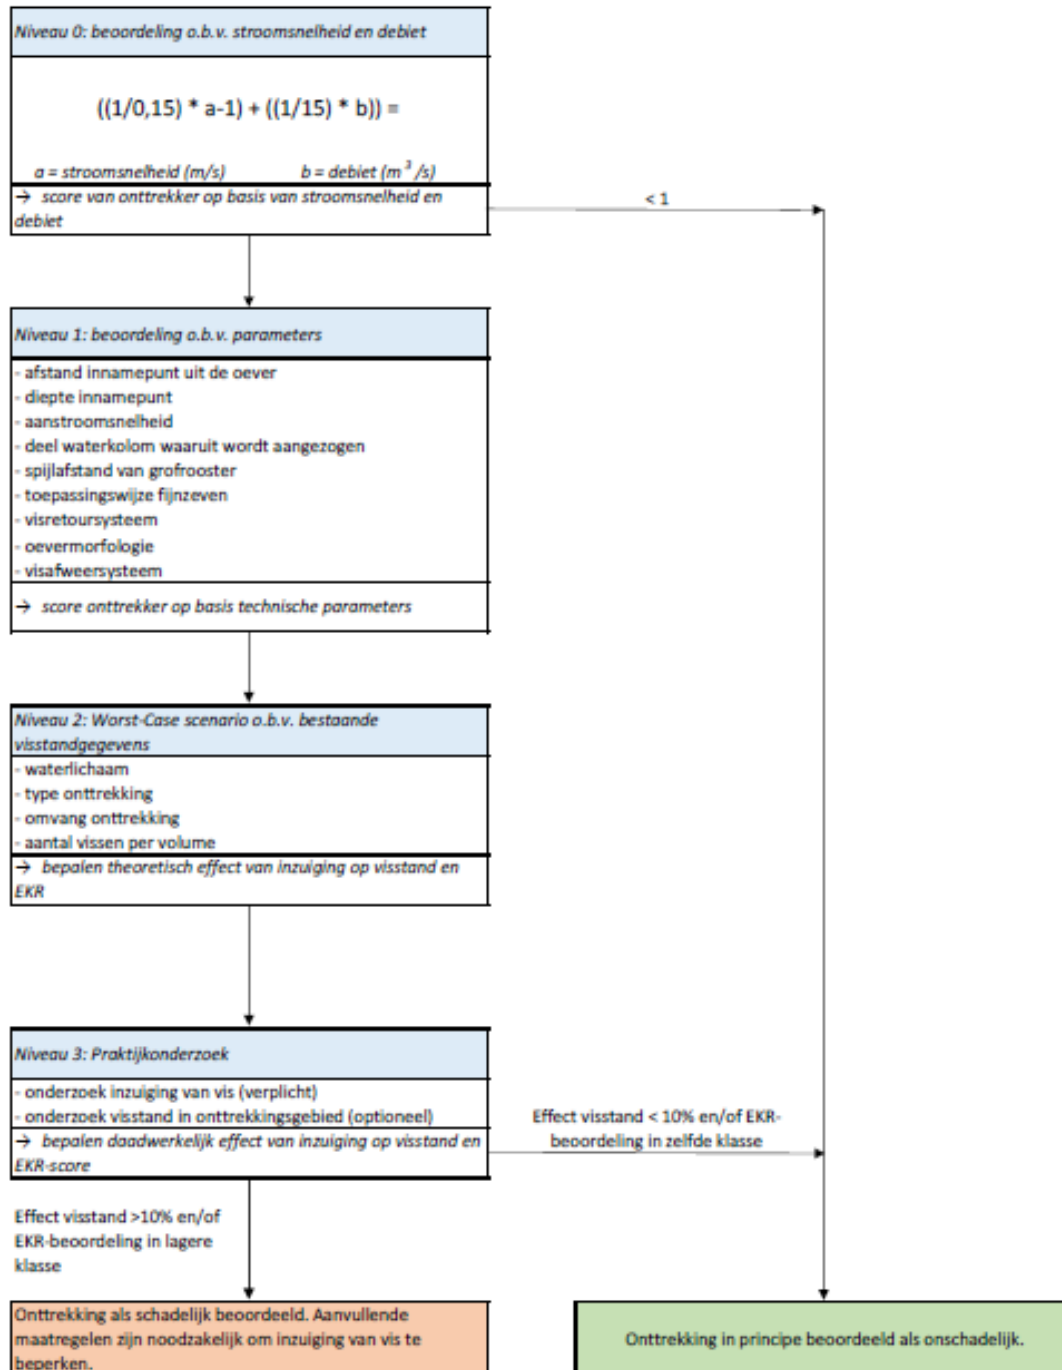 Niveau 0: beoordeling o.b.v. stroomsnelheid en debiet
((1/0,15) * a-1) + ((1/15) * b)) =
a = stroomsnelheid (m/s) b = debiet (m³/s)
→ score van onttrekker op basis van stroomsnelheid en
debiet
< 1
Niveau 1: beoordeling o.b.v. parameters
- afstand innamepunt uit de oever
- diepte innamepunt
- aanstroomsnelheid
- deel waterkolom waaruit wordt aangezogen
- spijlafstand van grofrooster
- toepassingswijze fijnzeven
- visretoursysteem
- oevermorfologie
- visafweersysteem
→ score onttrekker op basis technische parameters
Niveau 2: Worst-Case scenario o.b.v. bestaande
visstandgegevens
- waterlichaam
- type onttrekking
- omvang onttrekking
- aantal vissen per volume
→ bepalen theoretisch effect van inzuiging op visstand en
EKR
Niveau 3: Praktijkonderzoek
- onderzoek inzuiging van vis (verplicht)
- onderzoek visstand in onttrekkingsgebied (optioneel)
→ bepalen daadwerkelijk effect van inzuiging op visstand en
EKR-score
Effect visstand < 10% en/of EKR-
beoordeling in zelfde klasse
Effect visstand >10% en/of
EKR-beoordeling in lagere
klasse
Onttrekking als schadelijk beoordeeld. Aanvullende
maatregelen zijn noodzakelijk om inzuiging van vis te
beperken.
Onttrekking in principe beoordeeld als onschadelijk.